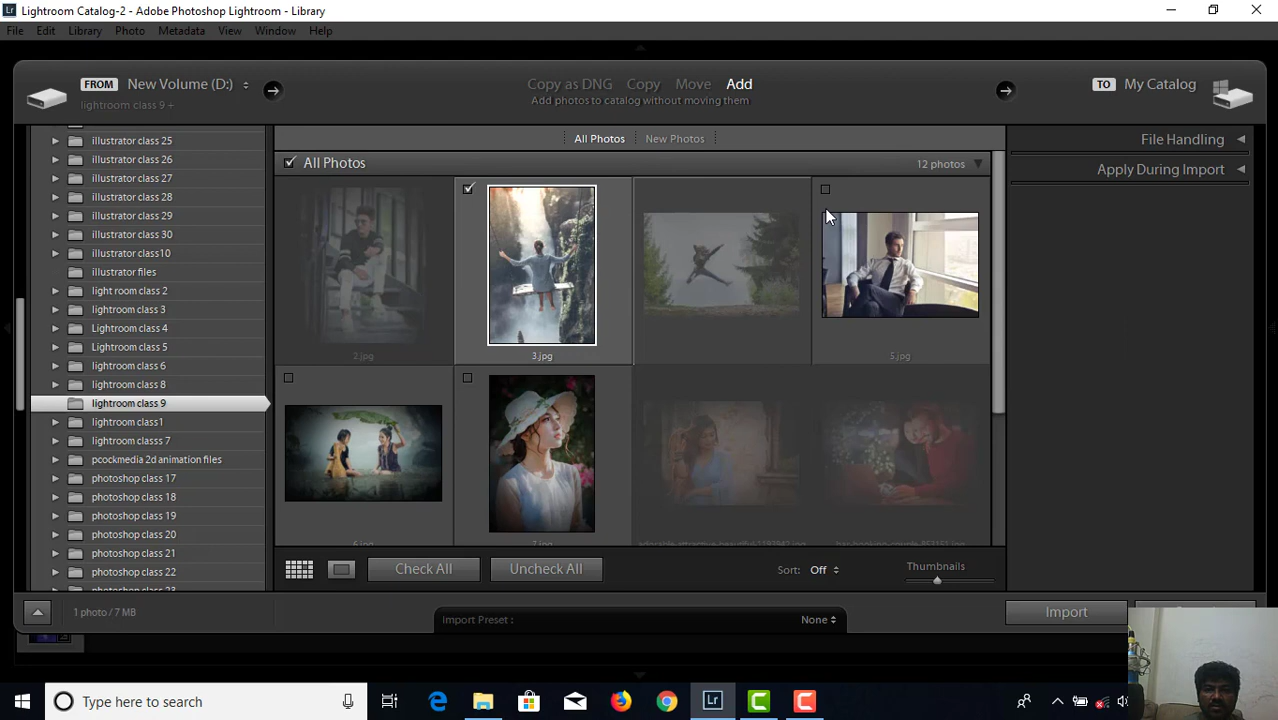 Lightroom Catalog-2 - Adobe Photoshop Lightroom - Library
File Edit Library Photo Metadata View Window Help
FROM New Volume (D:)
lightroom class 9 +
Copy as DNG Copy Move Add
Add photos to catalog without moving them
TO My Catalog
illustrator class 25
illustrator class 26
illustrator class 27
illustrator class 28
illustrator class 29
illustrator class 30
illustrator class10
illustrator files
light room class 2
lightroom class 3
Lightroom class 4
Lightroom class 5
lightroom class 6
lightroom class 8
lightroom class 9
lightroom class1
lightroom class 7
pcockmedia 2d animation files
photoshop class 17
photoshop class 18
photoshop class 19
photoshop class 20
photoshop class 21
photoshop class 22
All Photos New Photos
All Photos 12 photos
2.jpg
3.jpg
5.jpg
7.jpg
File Handling
Apply During Import
Check All Uncheck All
Sort: Off
Thumbnails
1 photo / 7 MB
Import Preset : None
Import
Lr
Type here to search